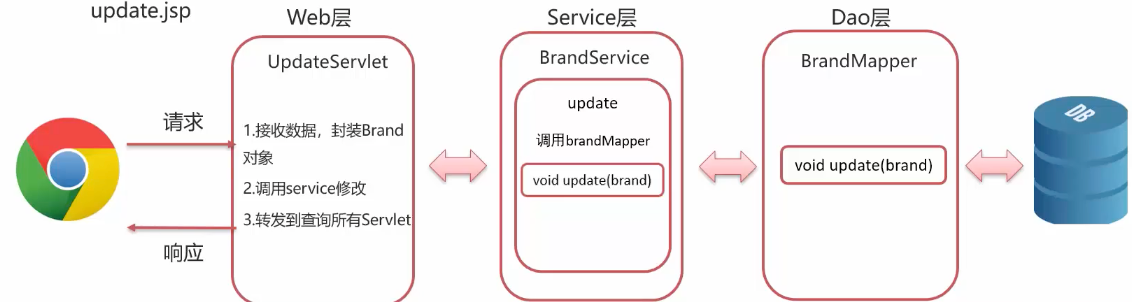 update.jsp
Web层
Service层
Dao层
UpdateServlet
BrandService
BrandMapper
请求
1.接收数据，封装Brand
对象
2.调用service修改
3.转发到查询所有Servlet
响应
update
调用brandMapper
void update(brand)
void update(brand)
DB